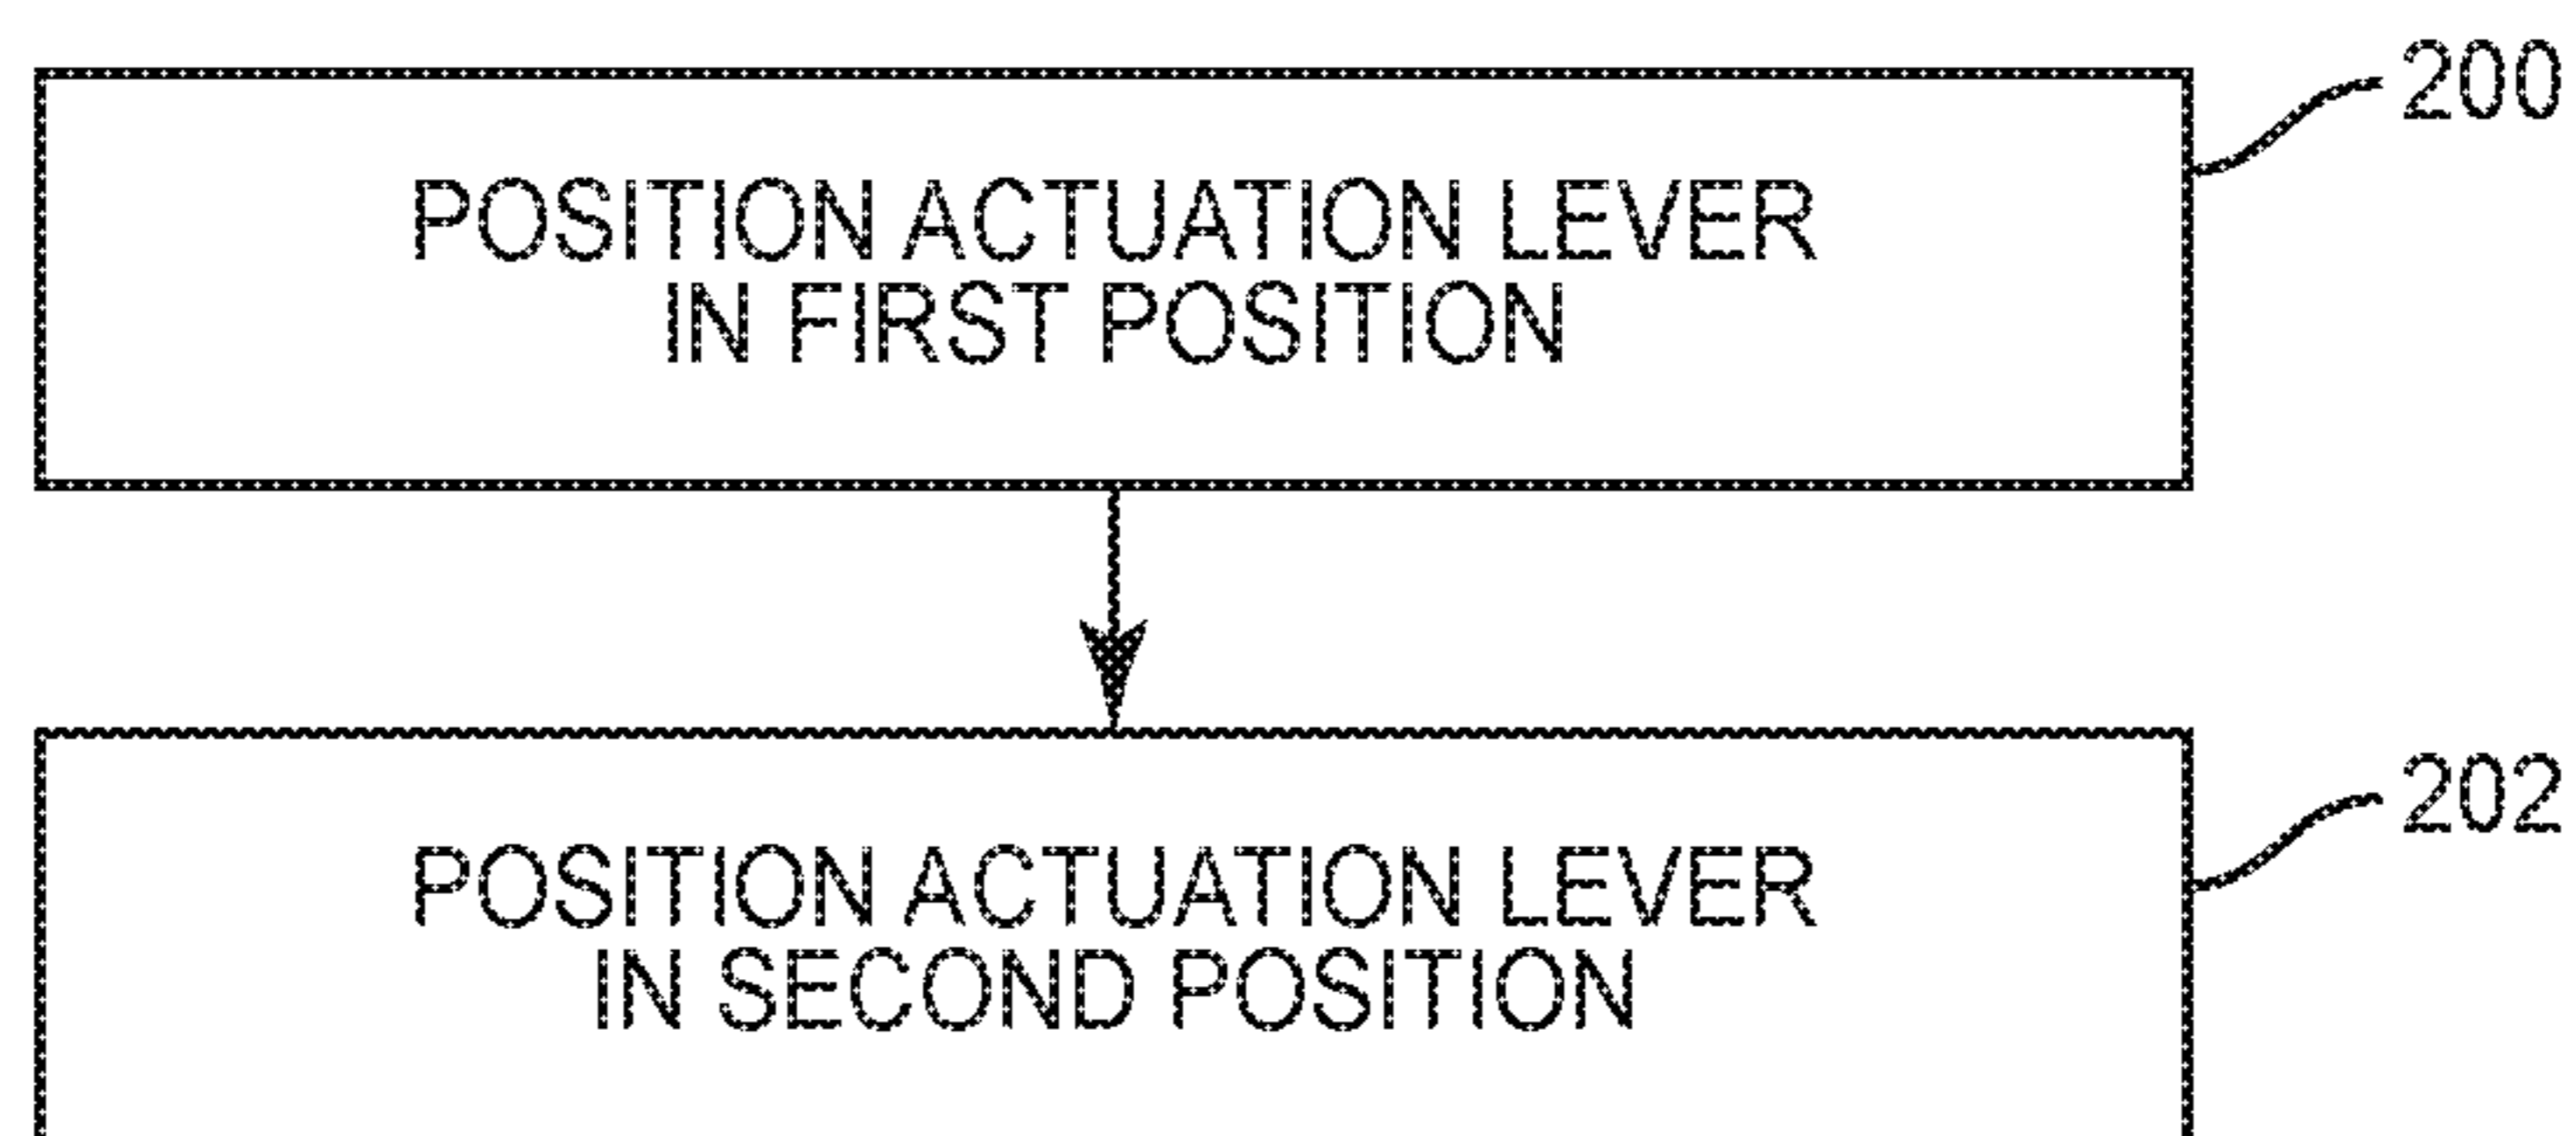 200
POSITION ACTUATION LEVER
IN FIRST POSITION
202
POSITION ACTUATION LEVER
IN SECOND POSITION